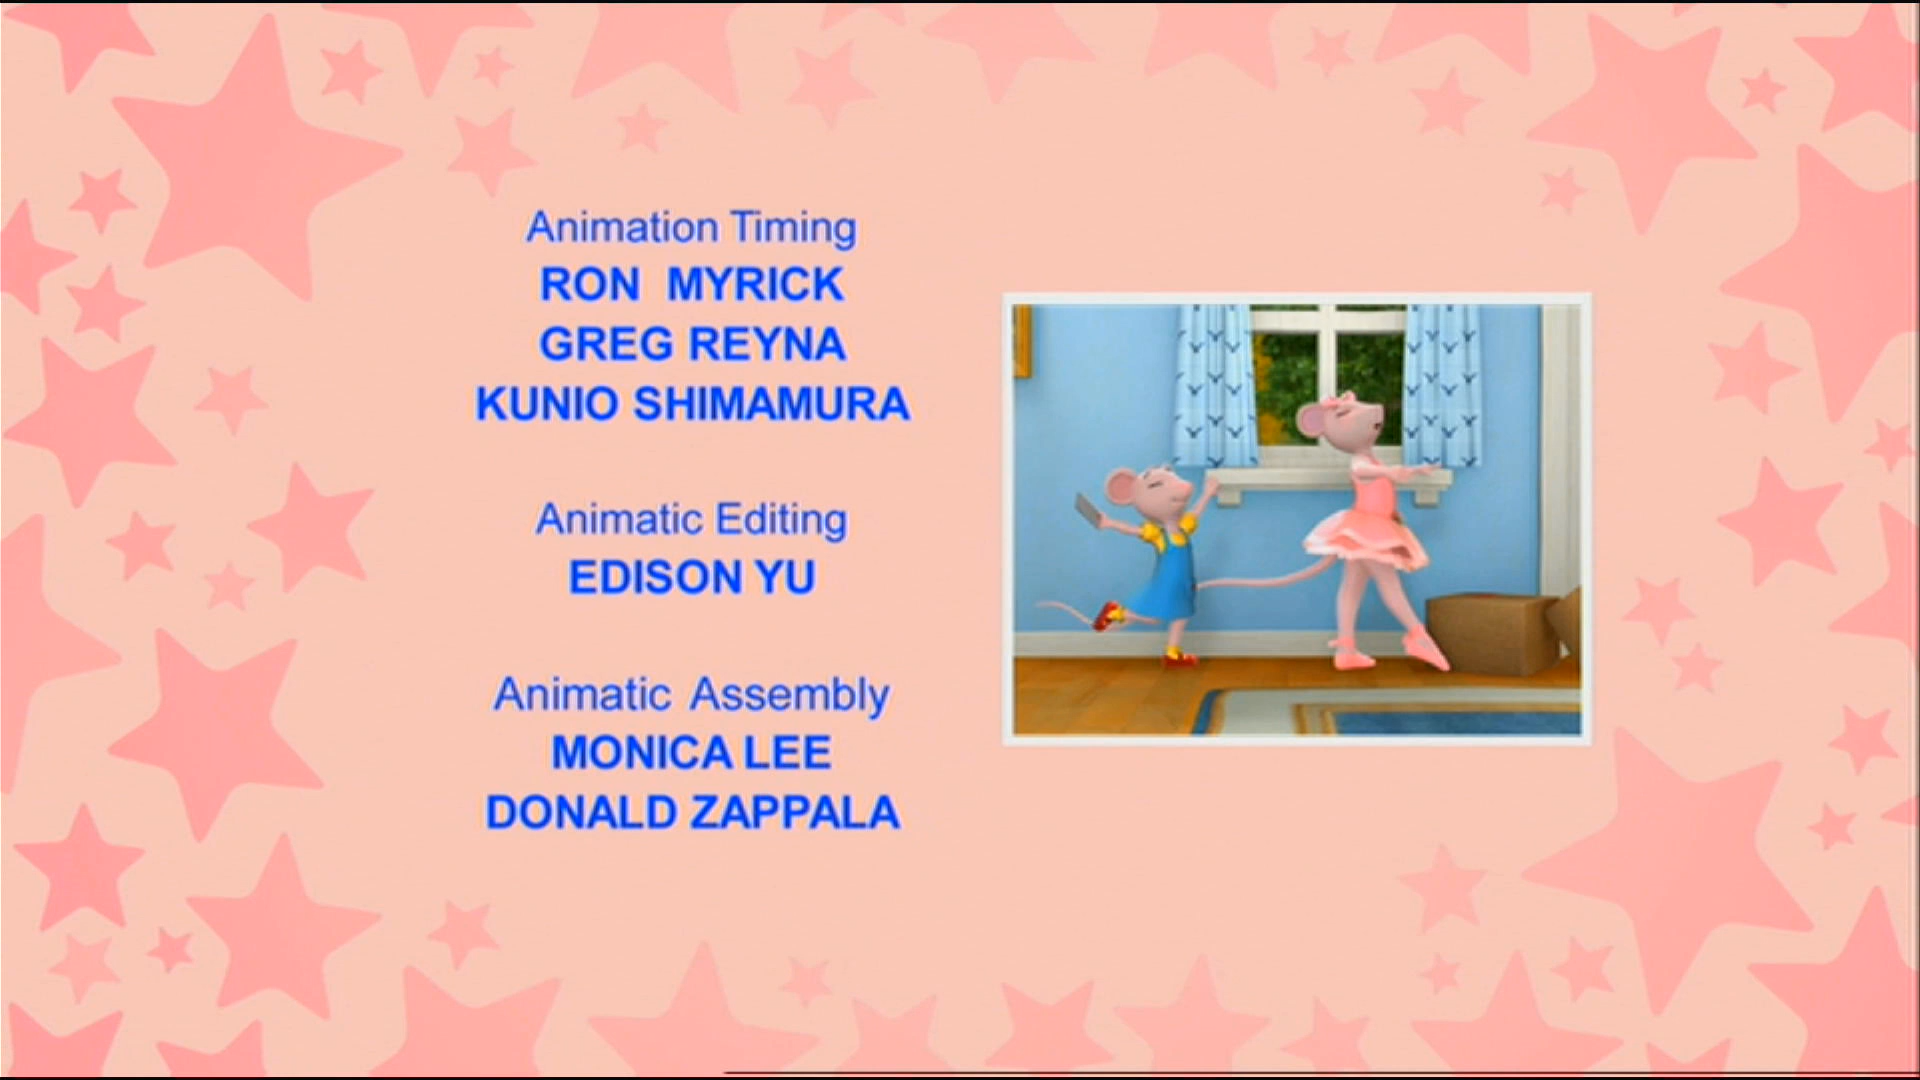 Animation Timing
RON MYRICK
GREG REYNA
KUNIO SHIMAMURA
Animatic Editing
EDISON YU
Animatic Assembly
MONICA LEE
DONALD ZAPPALA